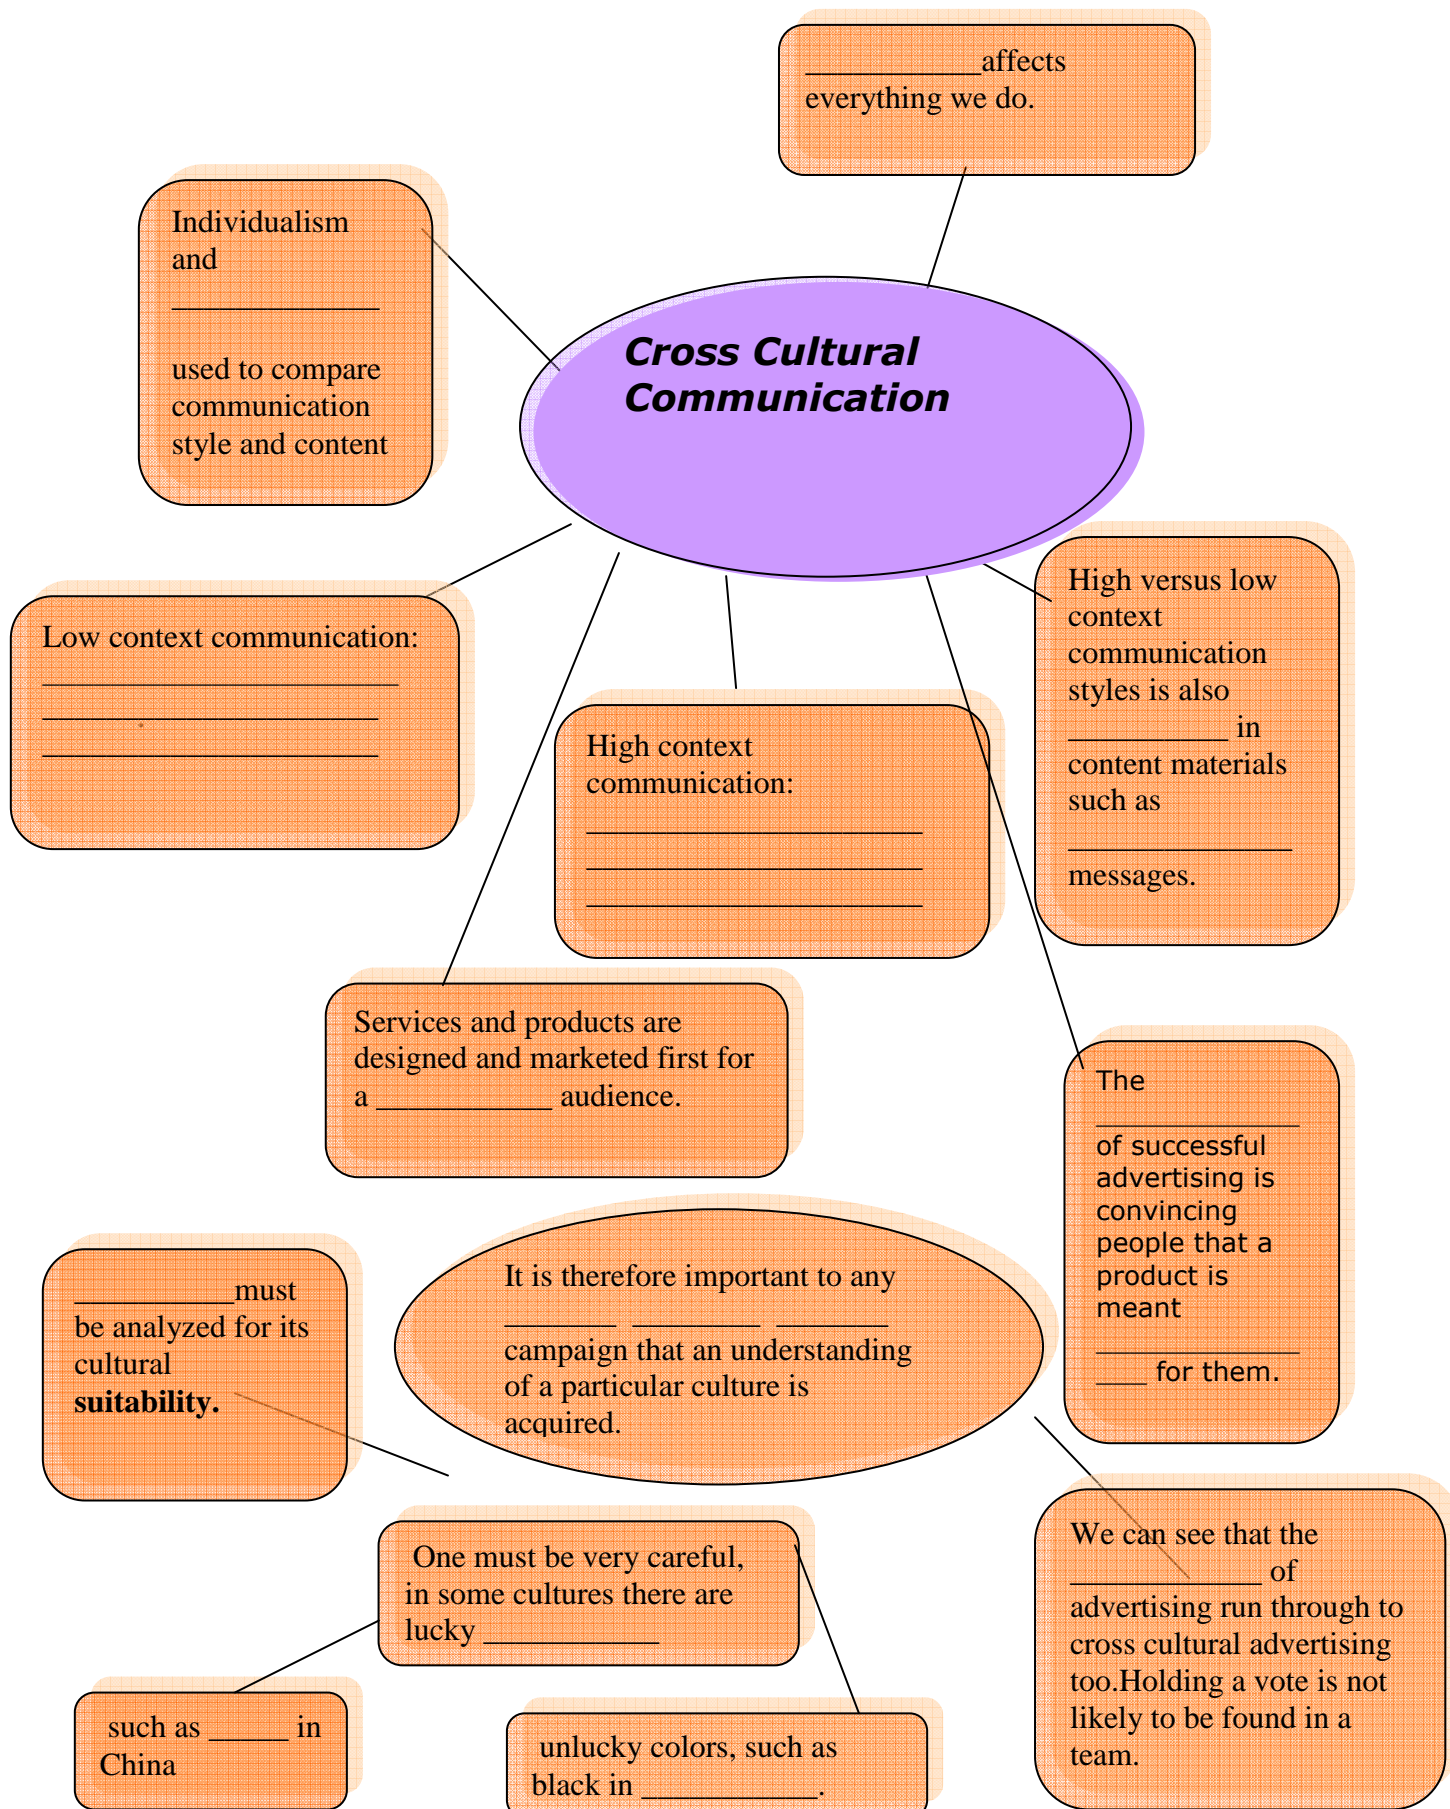 ____________affects
everything we do.
Individualism
and
_____________
used to compare
communication
style and content
Cross Cultural
Communication
Low context communication:
______________________
_____________________
_____________________
High context
communication:
_____________________
_____________________
_____________________
High versus low
context
communication
styles is also
__________ in
content materials
such as
______________
messages.
Services and products are
designed and marketed first for
a ___________ audience.
The
____________
of successful
advertising is
convincing
people that a
product is
meant
____________
___ for them.
It is therefore important to any
_______ ________ _______
campaign that an understanding
of a particular culture is
acquired.
__________must
be analyzed for its
cultural
suitability.
One must be very careful,
in some cultures there are
lucky ___________
such as _____ in
China
unlucky colors, such as
black in ___________.
We can see that the
____________ of
advertising run through to
cross cultural advertising
too.Holding a vote is not
likely to be found in a
team.